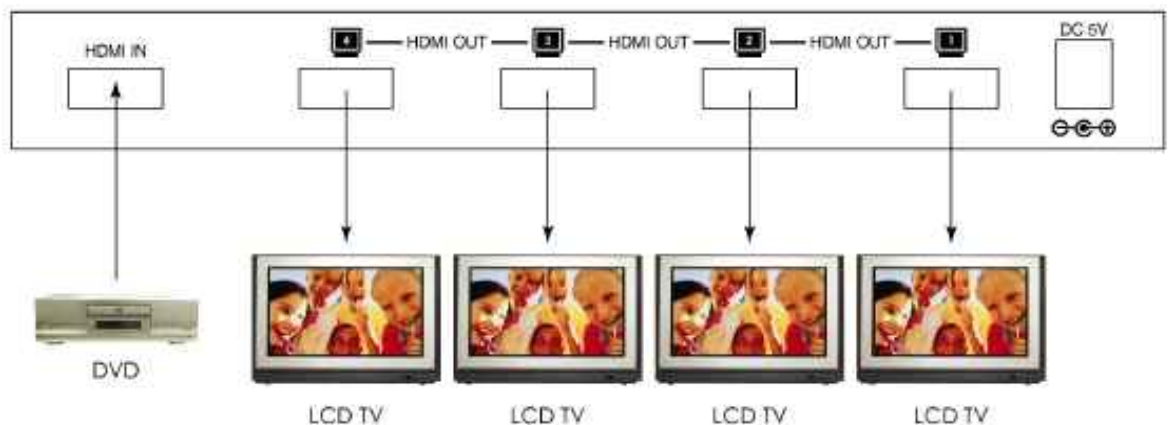 HDMI IN
4 HDMI OUT 3 HDMI OUT 2 HDMI OUT 1
DC 5V
DVD
LCD TV LCD TV LCD TV LCD TV